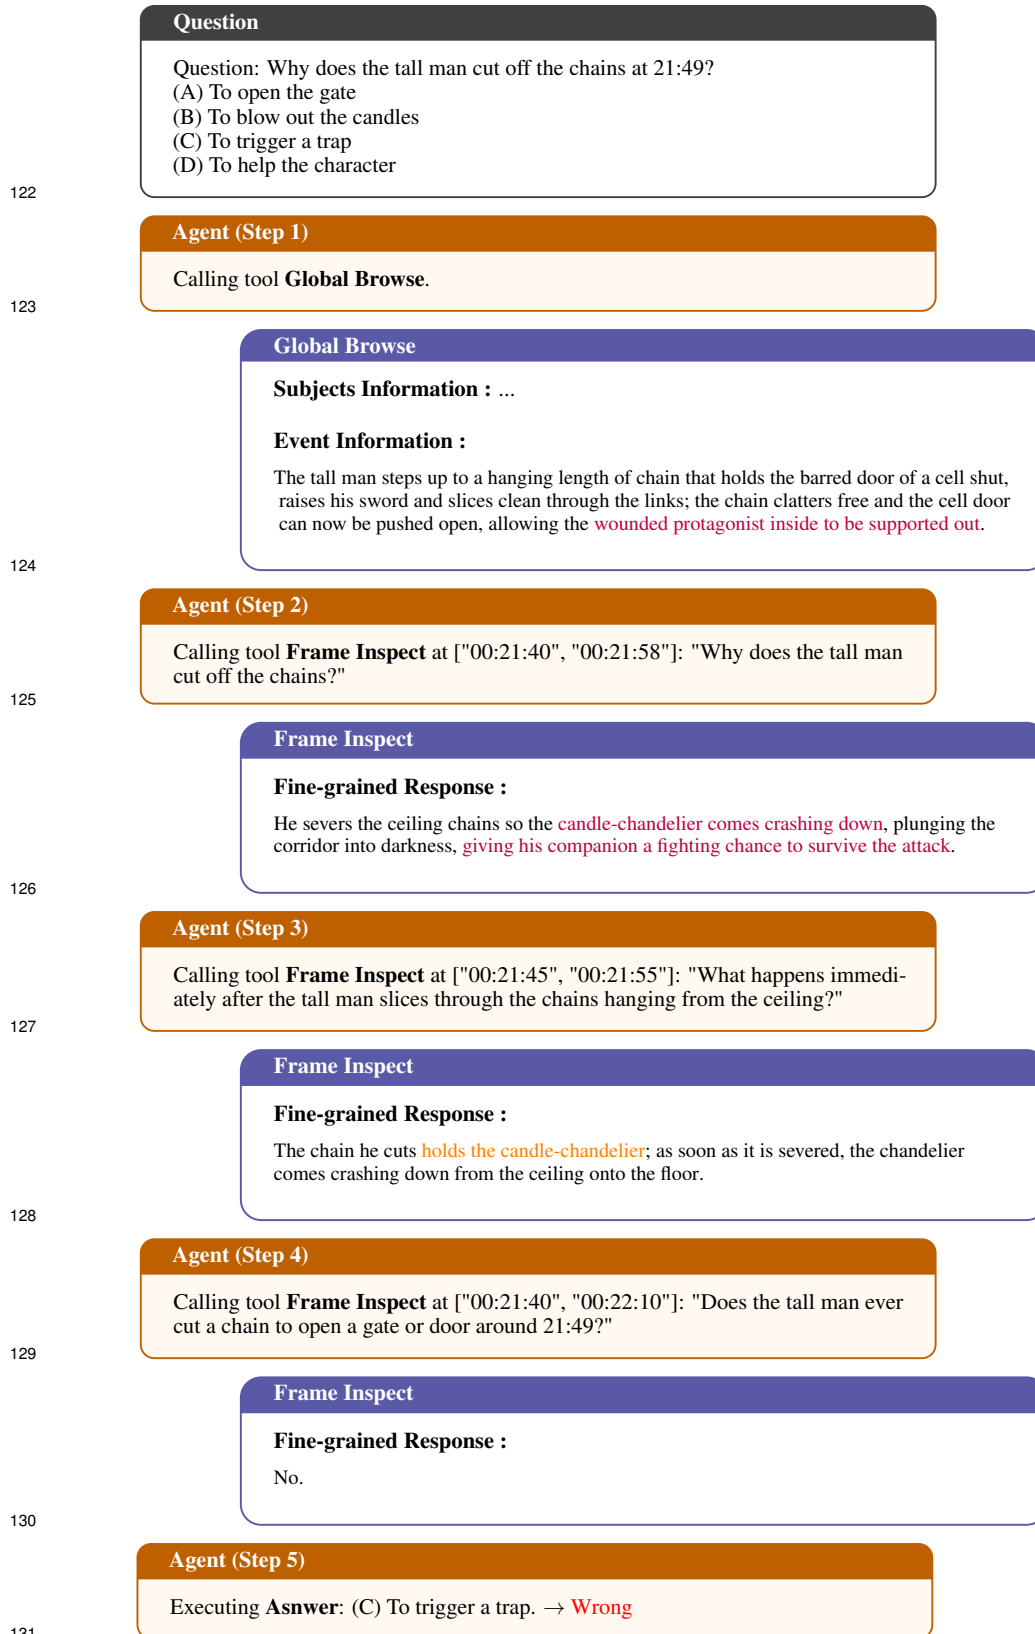 Question
Question: Why does the tall man cut off the chains at 21:49?
(A) To open the gate
(B) To blow out the candles
(C) To trigger a trap
(D) To help the character
122
Agent (Step 1)
Calling tool Global Browse.
123
Global Browse
Subjects Information : ...
Event Information :
The tall man steps up to a hanging length of chain that holds the barred door of a cell shut,
raises his sword and slices clean through the links; the chain clatters free and the cell door
can now be pushed open, allowing the wounded protagonist inside to be supported out.
124
Agent (Step 2)
Calling tool Frame Inspect at ["00:21:40", "00:21:58"]: "Why does the tall man
cut off the chains?"
125
Frame Inspect
Fine-grained Response :
He severs the ceiling chains so the candle-chandelier comes crashing down, plunging the
corridor into darkness, giving his companion a fighting chance to survive the attack.
126
Agent (Step 3)
Calling tool Frame Inspect at ["00:21:45", "00:21:55"]: "What happens immedi-
ately after the tall man slices through the chains hanging from the ceiling?"
127
Frame Inspect
Fine-grained Response :
The chain he cuts holds the candle-chandelier; as soon as it is severed, the chandelier
comes crashing down from the ceiling onto the floor.
128
Agent (Step 4)
Calling tool Frame Inspect at ["00:21:40", "00:22:10"]: "Does the tall man ever
cut a chain to open a gate or door around 21:49?"
129
Frame Inspect
Fine-grained Response :
No.
130
Agent (Step 5)
Executing Asnwer: (C) To trigger a trap. → Wrong
131